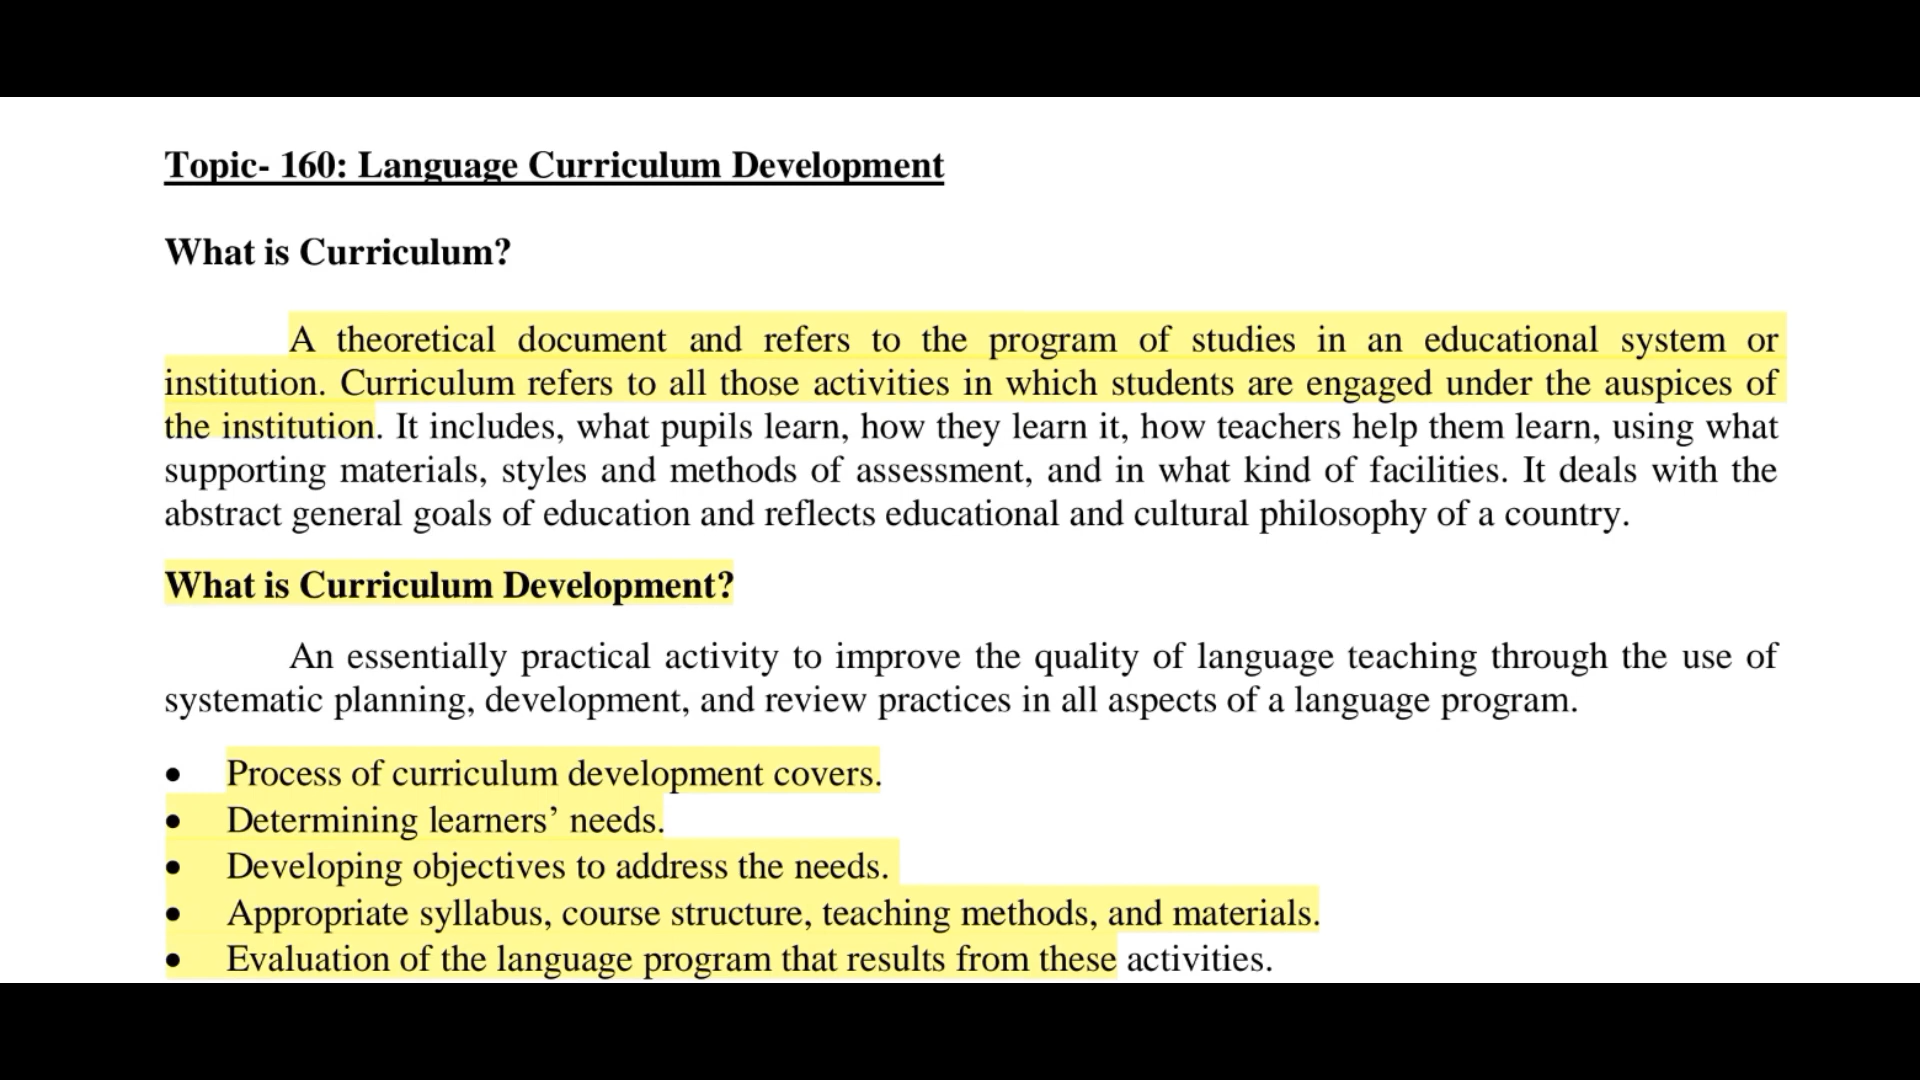 Topic- 160: Language Curriculum Development
What is Curriculum?
A theoretical document and refers to the program of studies in an educational system or
institution. Curriculum refers to all those activities in which students are engaged under the auspices of
the institution. It includes, what pupils learn, how they learn it, how teachers help them learn, using what
supporting materials, styles and methods of assessment, and in what kind of facilities. It deals with the
abstract general goals of education and reflects educational and cultural philosophy of a country.
What is Curriculum Development?
An essentially practical activity to improve the quality of language teaching through the use of
systematic planning, development, and review practices in all aspects of a language program.
• Process of curriculum development covers.
• Determining learners’ needs.
• Developing objectives to address the needs.
• Appropriate syllabus, course structure, teaching methods, and materials.
• Evaluation of the language program that results from these activities.